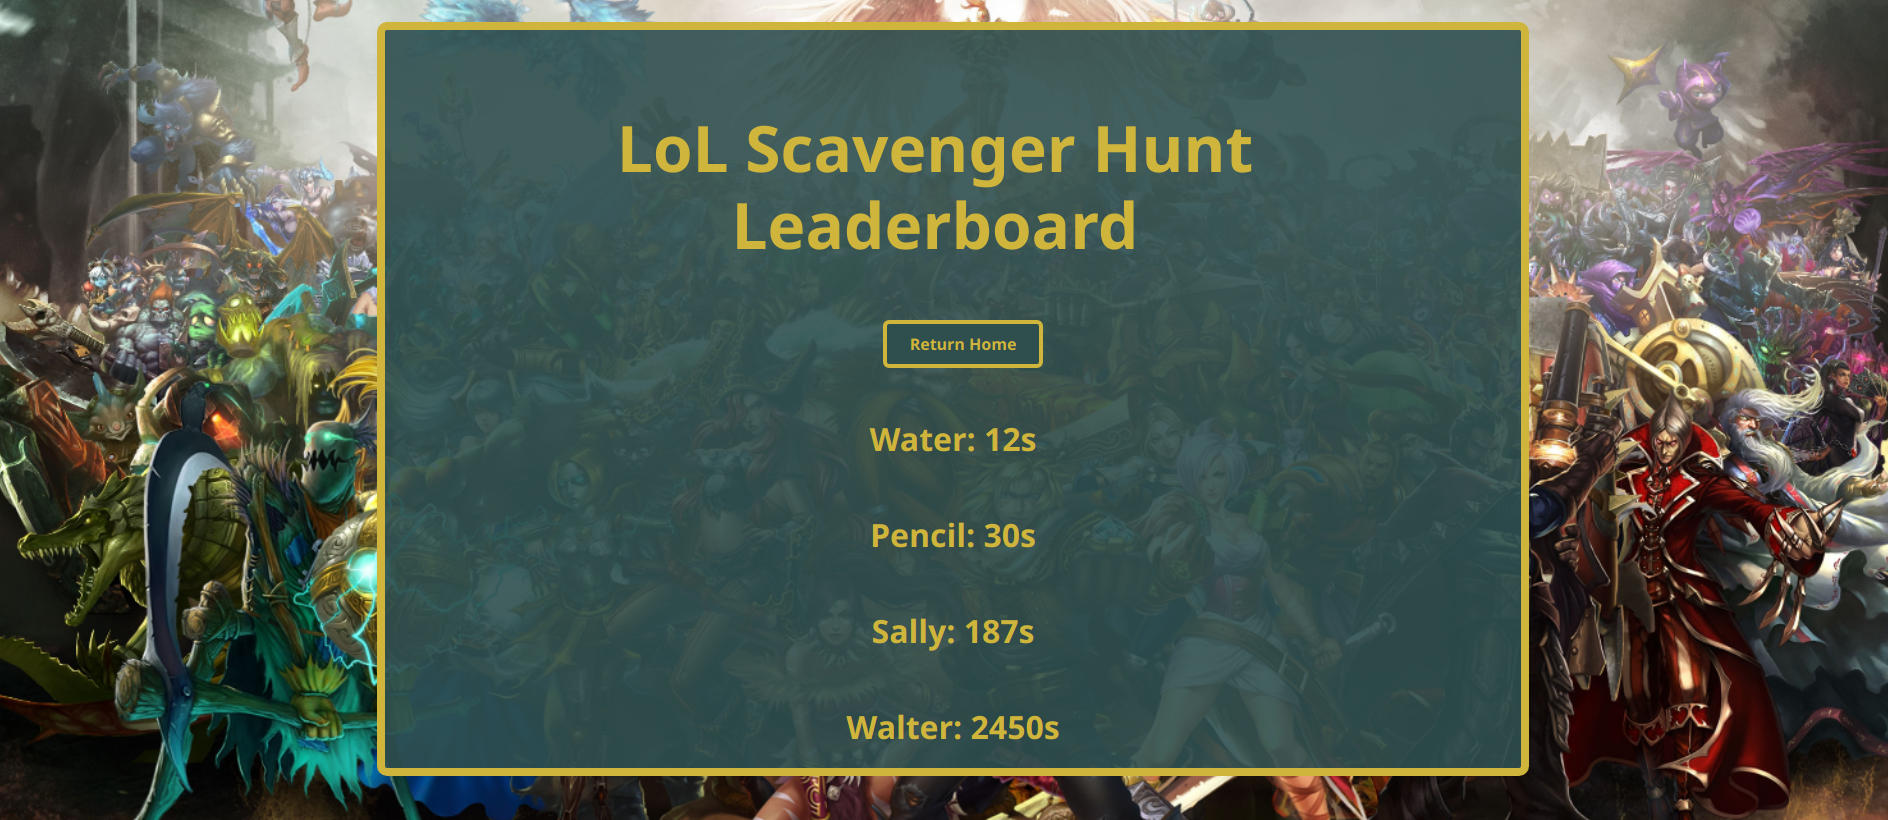 LoL Scavenger Hunt
Leaderboard
Return Home
Water: 12s
Pencil: 30s
Sally: 187s
Walter: 2450s